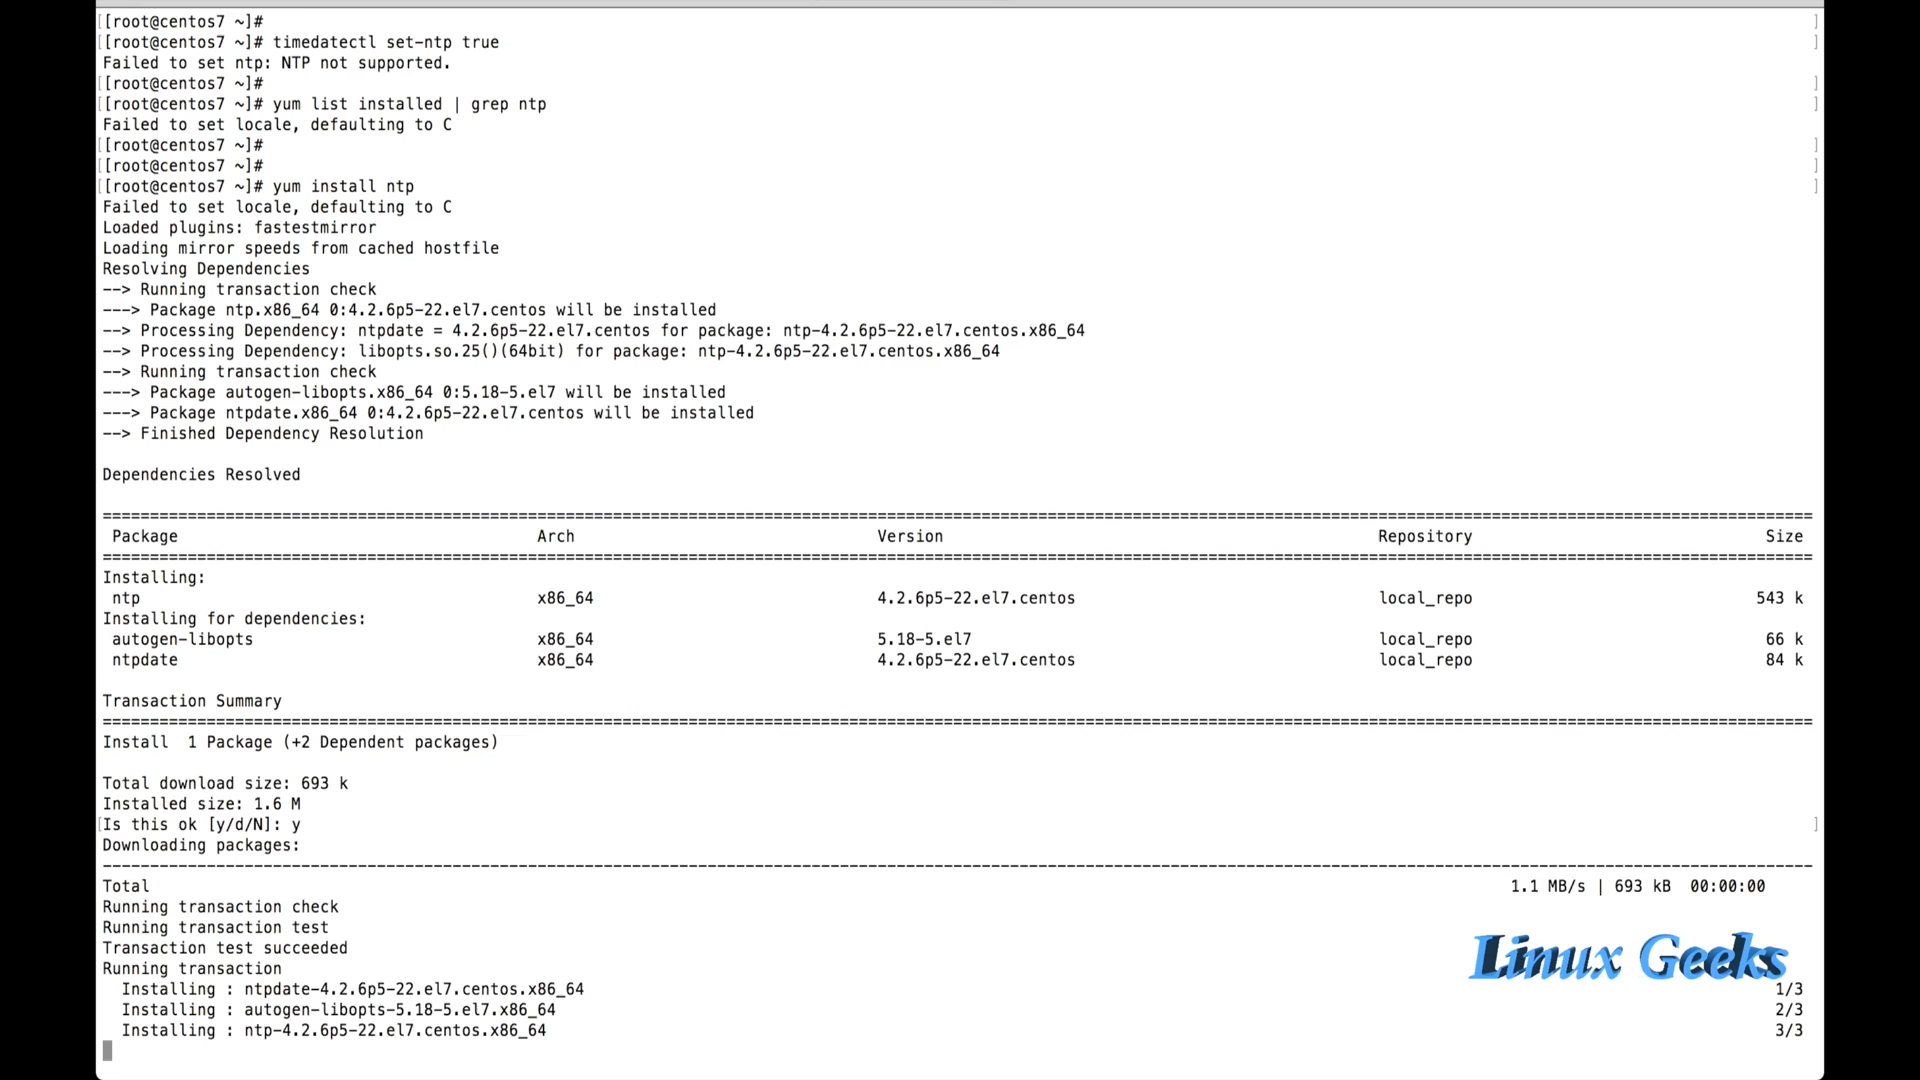 [[root@centos7 ~]# ]
[[root@centos7 ~]# timedatectl set-ntp true ]
Failed to set ntp: NTP not supported.
[[root@centos7 ~]# ]
[[root@centos7 ~]# yum list installed | grep ntp ]
Failed to set locale, defaulting to C
[[root@centos7 ~]# ]
[[root@centos7 ~]# ]
[[root@centos7 ~]# yum install ntp ]
Failed to set locale, defaulting to C
Loaded plugins: fastestmirror
Loading mirror speeds from cached hostfile
Resolving Dependencies
--> Running transaction check
---> Package ntp.x86_64 0:4.2.6p5-22.el7.centos will be installed
--> Processing Dependency: ntpdate = 4.2.6p5-22.el7.centos for package: ntp-4.2.6p5-22.el7.centos.x86_64
--> Processing Dependency: libopts.so.25()(64bit) for package: ntp-4.2.6p5-22.el7.centos.x86_64
--> Running transaction check
---> Package autogen-libopts.x86_64 0:5.18-5.el7 will be installed
---> Package ntpdate.x86_64 0:4.2.6p5-22.el7.centos will be installed
--> Finished Dependency Resolution
Dependencies Resolved
Package Arch Version Repository Size
Installing:
ntp x86_64 4.2.6p5-22.el7.centos local_repo 543 k
Installing for dependencies:
autogen-libopts x86_64 5.18-5.el7 local_repo 66 k
ntpdate x86_64 4.2.6p5-22.el7.centos local_repo 84 k
Transaction Summary
Install 1 Package (+2 Dependent packages)
Total download size: 693 k
Installed size: 1.6 M
[Is this ok [y/d/N]: y ]
Downloading packages:
Total 1.1 MB/s | 693 kB 00:00:00
Running transaction check
Running transaction test
Transaction test succeeded
Running transaction
Linux Geeks
Installing : ntpdate-4.2.6p5-22.el7.centos.x86_64 1/3
Installing : autogen-libopts-5.18-5.el7.x86_64 2/3
Installing : ntp-4.2.6p5-22.el7.centos.x86_64 3/3